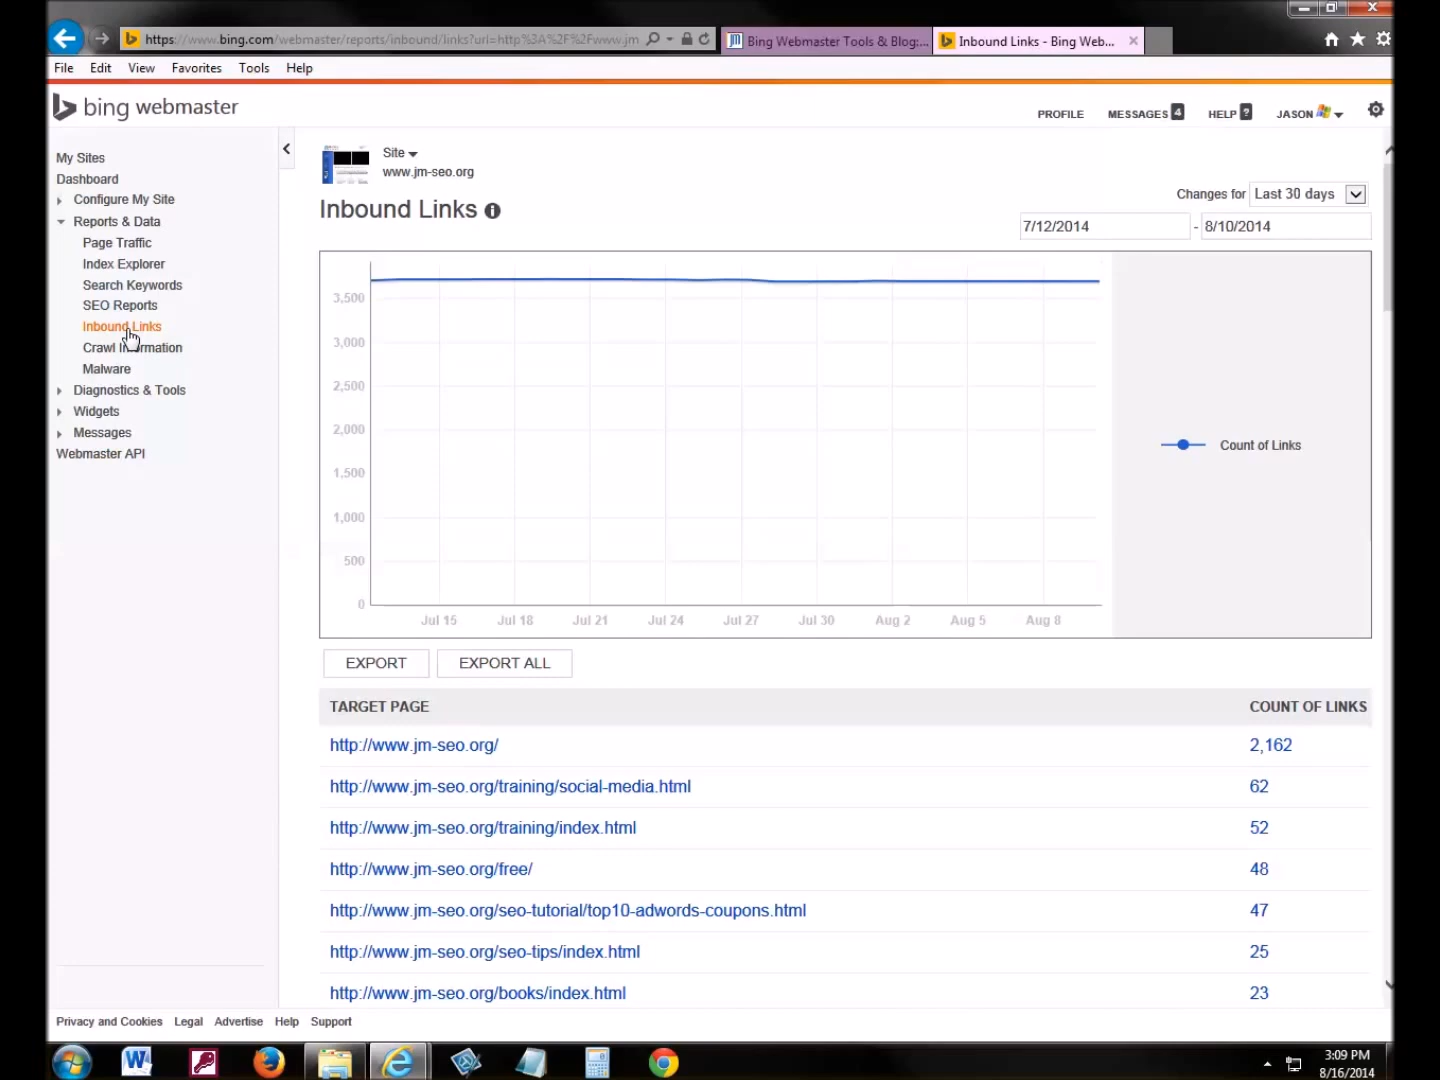 https://www.bing.com/webmaster/reports/inbound/links?url=http%3A%2F%2Fwww.jm
Bing Webmaster Tools & Blog:...
Inbound Links - Bing Web...
File Edit View Favorites Tools Help
bing webmaster
PROFILE MESSAGES 4 HELP ? JASON
My Sites
Dashboard
Configure My Site
Reports & Data
Page Traffic
Index Explorer
Search Keywords
SEO Reports
Inbound Links
Crawl Information
Malware
Diagnostics & Tools
Widgets
Messages
Webmaster API
Site
www.jm-seo.org
Inbound Links
Changes for Last 30 days
7/12/2014 - 8/10/2014
3,500
3,000
2,500
2,000
1,500
1,000
500
0
Jul 15 Jul 18 Jul 21 Jul 24 Jul 27 Jul 30 Aug 2 Aug 5 Aug 8
Count of Links
EXPORT EXPORT ALL
TARGET PAGE COUNT OF LINKS
http://www.jm-seo.org/ 2,162
http://www.jm-seo.org/training/social-media.html 62
http://www.jm-seo.org/training/index.html 52
http://www.jm-seo.org/free/ 48
http://www.jm-seo.org/seo-tutorial/top10-adwords-coupons.html 47
http://www.jm-seo.org/seo-tips/index.html 25
http://www.jm-seo.org/books/index.html 23
Privacy and Cookies Legal Advertise Help Support
3:09 PM
8/16/2014